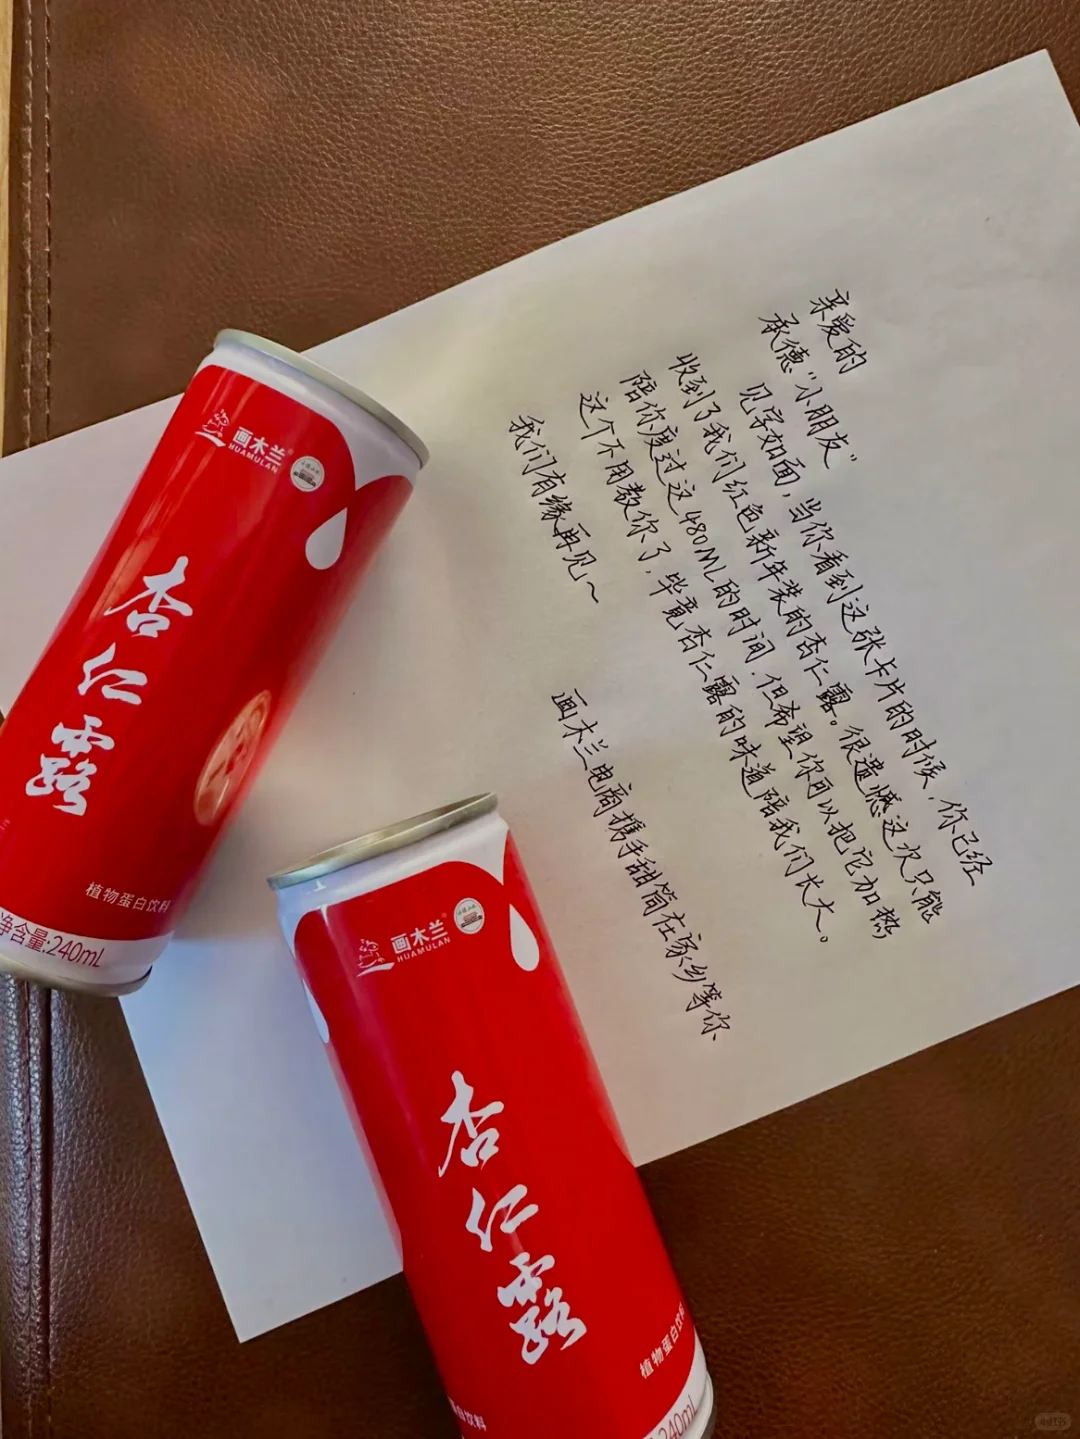 亲爱的
承德“小朋友”
见字如面，当你看到这张卡片的时候，你已经
收到了我们红色新年装的杏仁露。很遗憾这次只能
陪你度过这480ML的时间，但希望你可以把它加热
这个不用教你了，毕竟杏仁露的味道陪我们长大。
我们有缘再见～
画木兰电商携手甜筒在家乡等你
画木兰
HUAMULAN
杏仁露
植物蛋白饮料
净含量:240mL
画木兰
HUAMULAN
杏仁露
植物蛋白饮料
240mL
白饮料